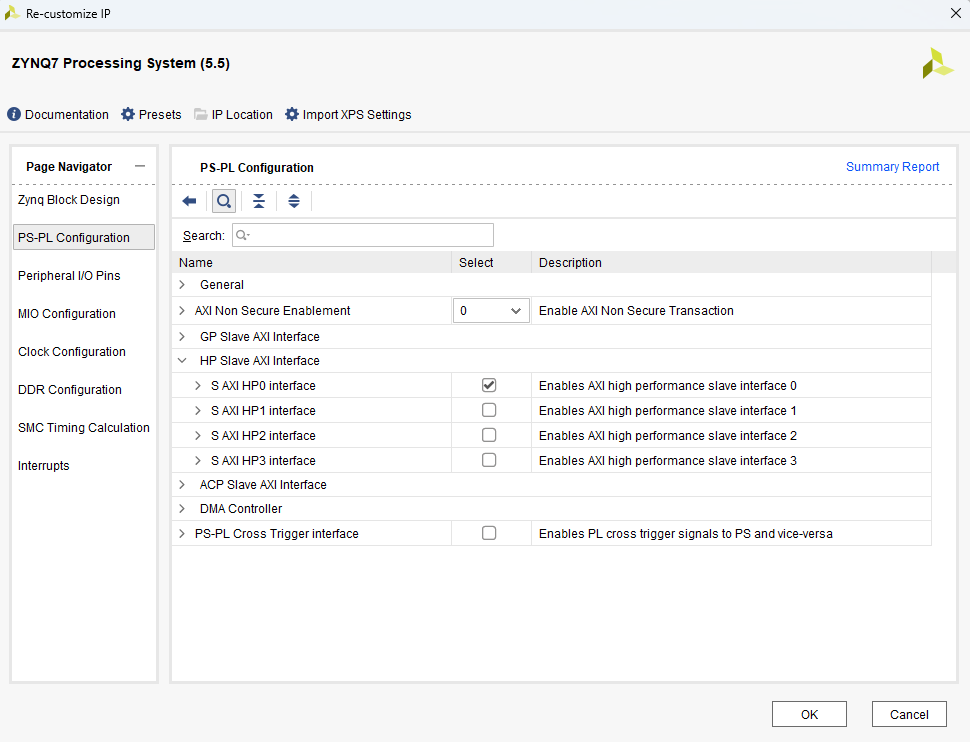 Re-customize IP
ZYNQ7 Processing System (5.5)
Documentation Presets IP Location Import XPS Settings
Page Navigator
Zynq Block Design
PS-PL Configuration
Peripheral I/O Pins
MIO Configuration
Clock Configuration
DDR Configuration
SMC Timing Calculation
Interrupts
PS-PL Configuration Summary Report
Search:
Name Select Description
General
AXI Non Secure Enablement 0 Enable AXI Non Secure Transaction
GP Slave AXI Interface
HP Slave AXI Interface
S AXI HP0 interface Enables AXI high performance slave interface 0
S AXI HP1 interface Enables AXI high performance slave interface 1
S AXI HP2 interface Enables AXI high performance slave interface 2
S AXI HP3 interface Enables AXI high performance slave interface 3
ACP Slave AXI Interface
DMA Controller
PS-PL Cross Trigger interface Enables PL cross trigger signals to PS and vice-versa
OK Cancel